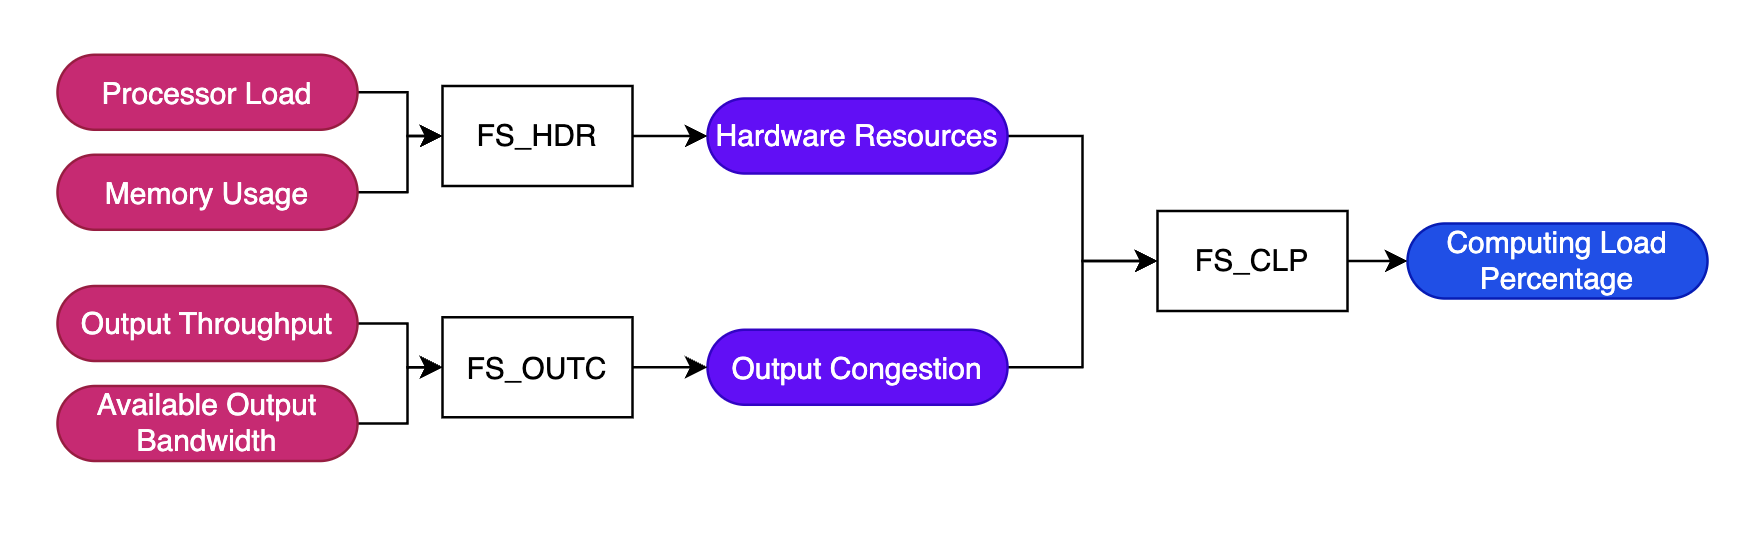 Processor Load
Memory Usage
FS_HDR
Hardware Resources
Output Throughput
Available Output
Bandwidth
FS_OUTC
Output Congestion
FS_CLP
Computing Load
Percentage